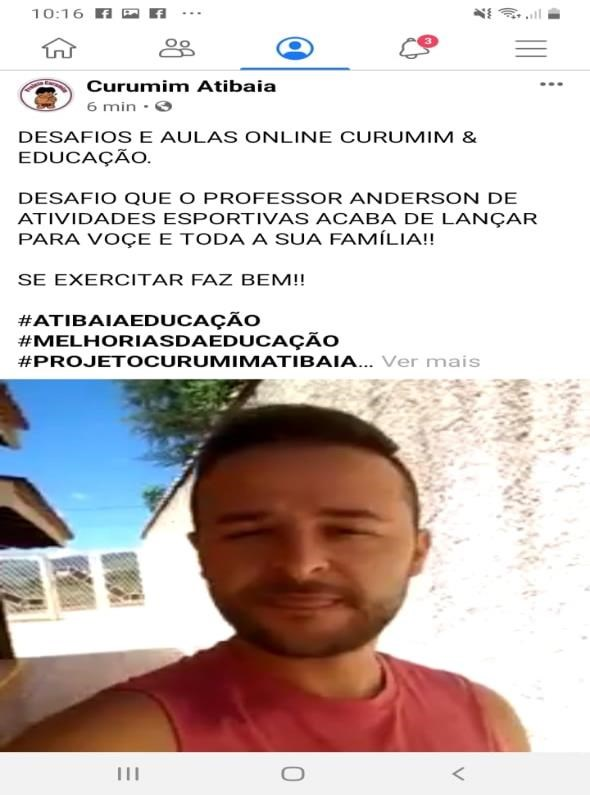 10:16
3
Curumim Atibaia
6 min
DESAFIOS E AULAS ONLINE CURUMIM &
EDUCAÇÃO.
DESAFIO QUE O PROFESSOR ANDERSON DE
ATIVIDADES ESPORTIVAS ACABA DE LANÇAR
PARA VOÇE E TODA A SUA FAMÍLIA!!
SE EXERCITAR FAZ BEM!!
#ATIBAIAEDUCAÇÃO
#MELHORIASDAEDUCAÇÃO
#PROJETOCURUMIMATIBAIA... Ver mais